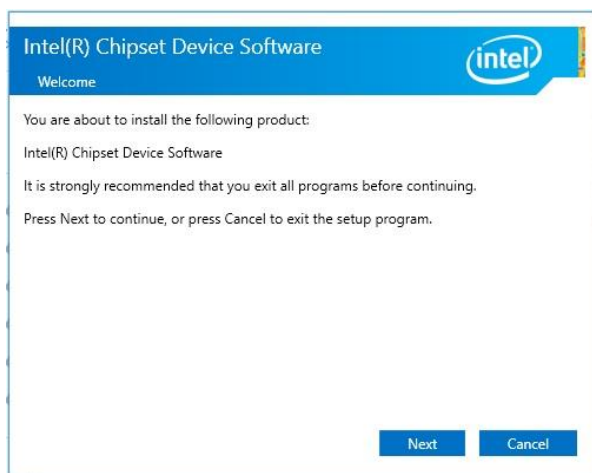 Intel(R) Chipset Device Software
intel
Welcome
You are about to install the following product:
Intel(R) Chipset Device Software
It is strongly recommended that you exit all programs before continuing.
Press Next to continue, or press Cancel to exit the setup program.
Next Cancel